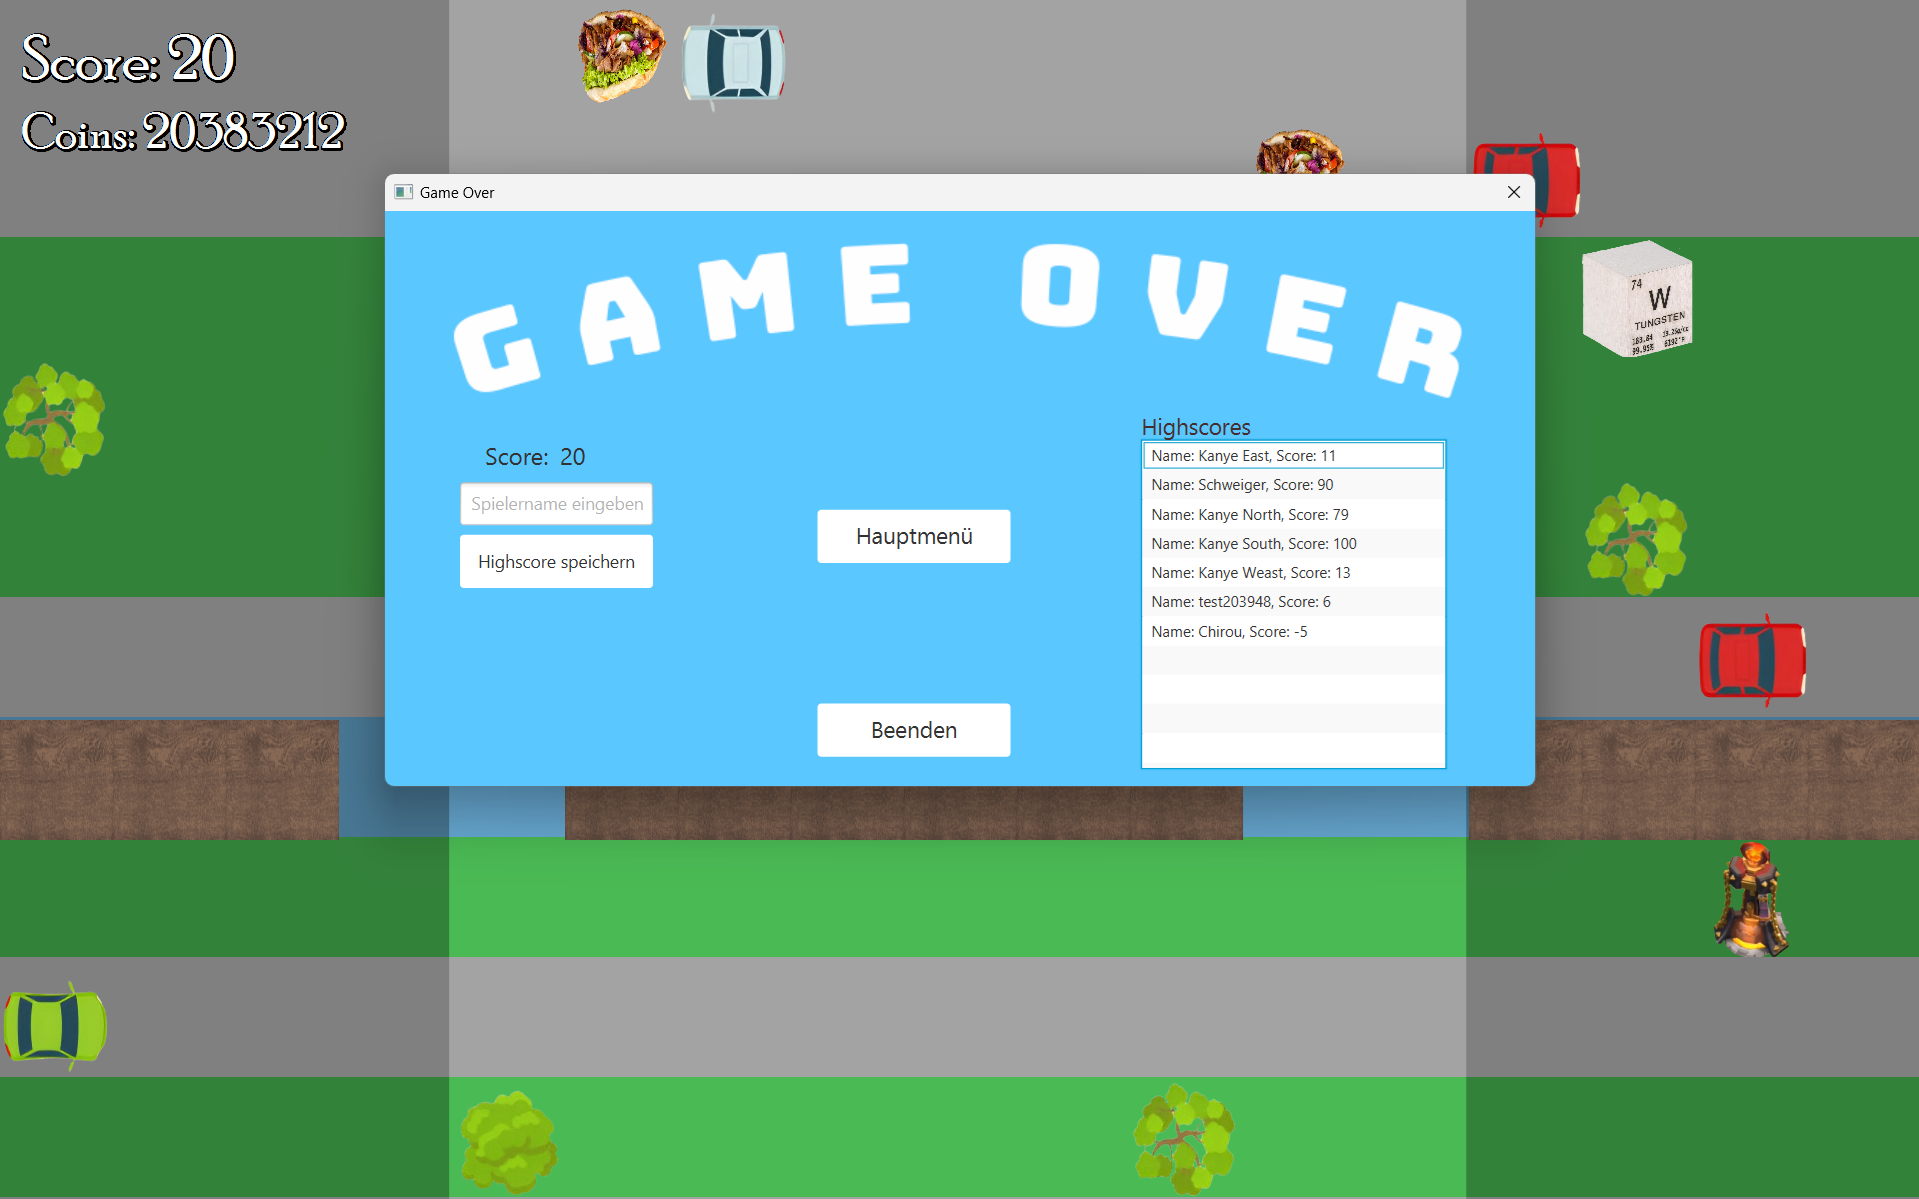 Score: 20
Coins: 20383212
Game Over
GAME OVER
Score: 20
Spielername eingeben
Highscore speichern
Hauptmenü
Beenden
Highscores
Name: Kanye East, Score: 11
Name: Schweiger, Score: 90
Name: Kanye North, Score: 79
Name: Kanye South, Score: 100
Name: Kanye Weast, Score: 13
Name: test203948, Score: 6
Name: Chirou, Score: -5
74
W
TUNGSTEN